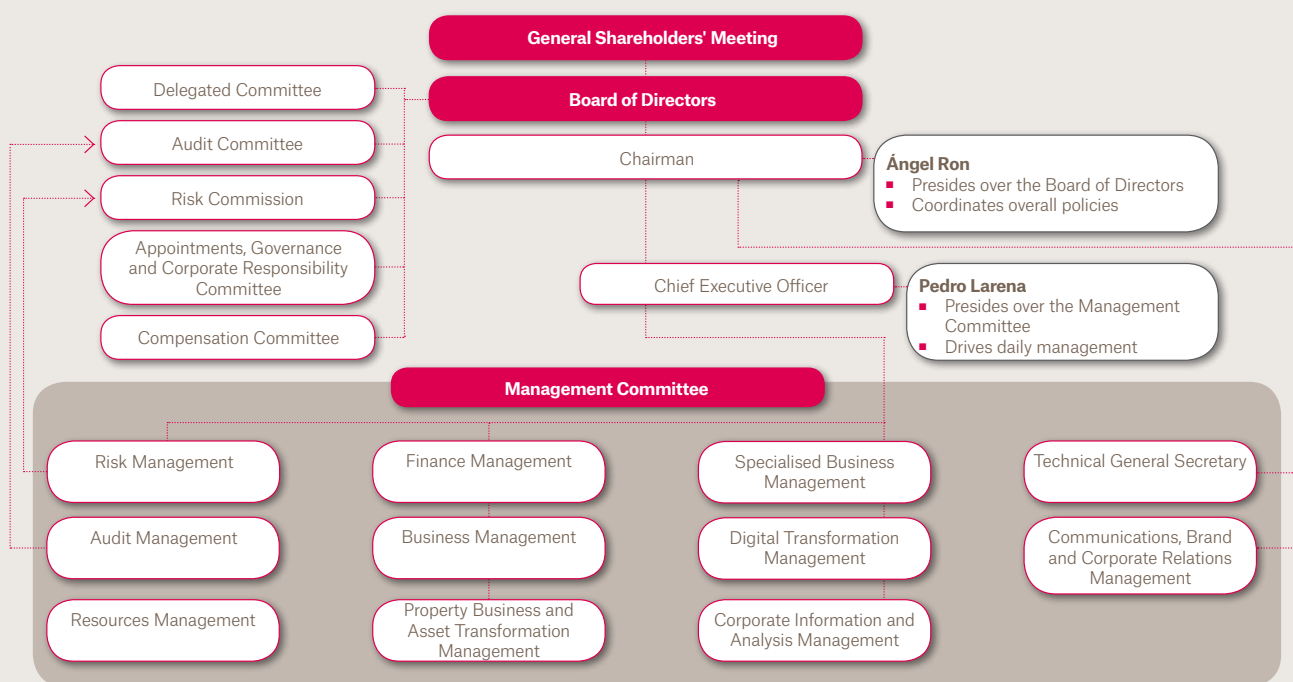 General Shareholders' Meeting
Board of Directors
Chairman
Ángel Ron
Presides over the Board of Directors
Coordinates overall policies
Delegated Committee
Audit Committee
Risk Commission
Appointments, Governance
and Corporate Responsibility
Committee
Compensation Committee
Chief Executive Officer
Pedro Larena
Presides over the Management
Committee
Drives daily management
Management Committee
Risk Management
Audit Management
Resources Management
Finance Management
Business Management
Property Business and
Asset Transformation
Management
Specialised Business
Management
Digital Transformation
Management
Corporate Information and
Analysis Management
Technical General Secretary
Communications, Brand
and Corporate Relations
Management